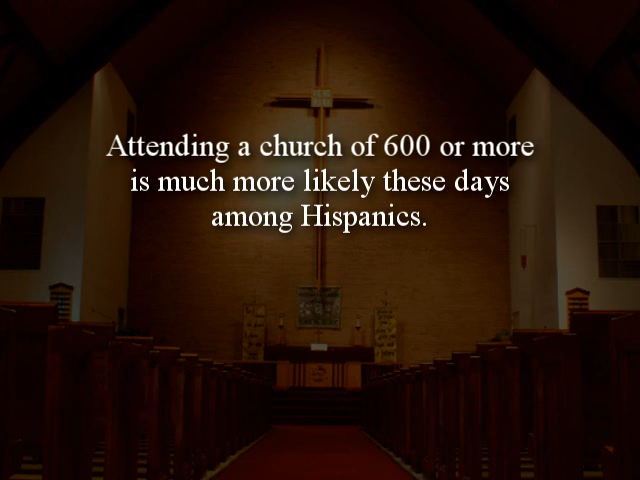 Attending a church of 600 or more
is much more likely these days
among Hispanics.